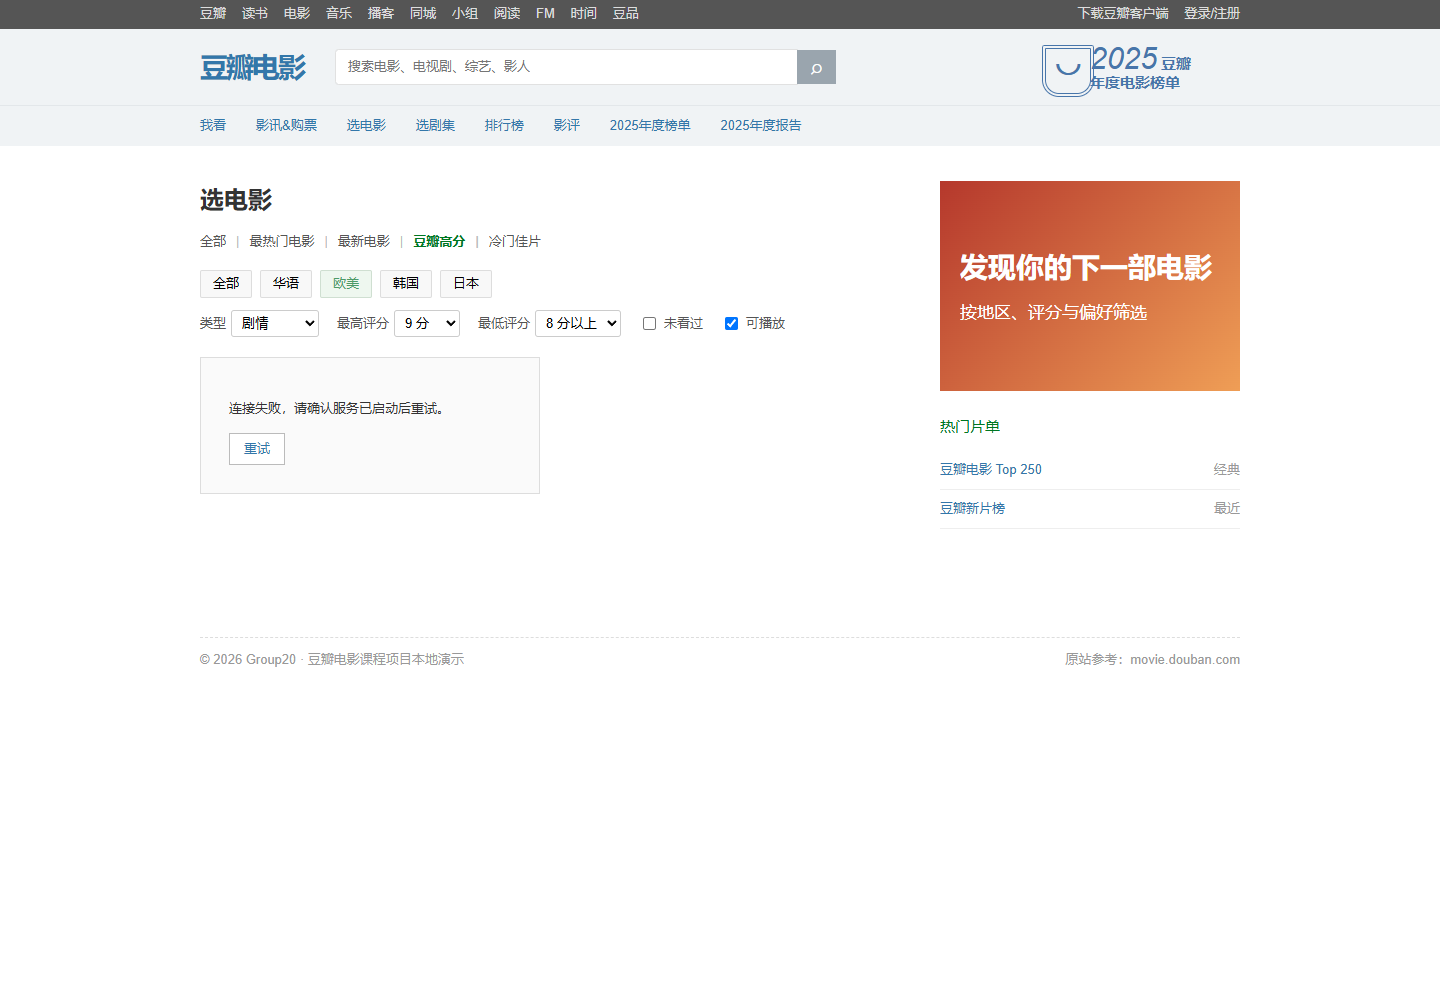 豆瓣 读书 电影 音乐 播客 同城 小组 阅读 FM 时间 豆品 下载豆瓣客户端 登录/注册
豆瓣电影 搜索电影、电视剧、综艺、影人
2025 豆瓣
年度电影榜单
我看 影讯&购票 选电影 选剧集 排行榜 影评 2025年度榜单 2025年度报告
选电影
全部 | 最热门电影 | 最新电影 | 豆瓣高分 | 冷门佳片
全部 华语 欧美 韩国 日本
类型 剧情 最高评分 9 分 最低评分 8 分以上 未看过 可播放
连接失败，请确认服务已启动后重试。
重试
发现你的下一部电影
按地区、评分与偏好筛选
热门片单
豆瓣电影 Top 250 经典
豆瓣新片榜 最近
© 2026 Group20 · 豆瓣电影课程项目本地演示 原站参考：movie.douban.com